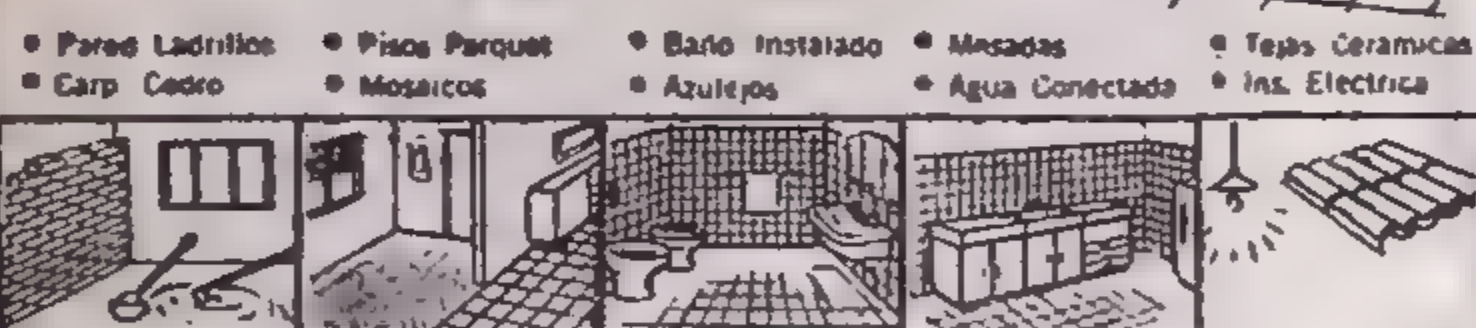 • Pared Ladrillos • Pisos Parquet • Baño Instalado • Mesadas • Tejas Ceramicas
• Carp Cedro • Mosaicos • Azulejos • Agua Conectada • Ins. Electrica